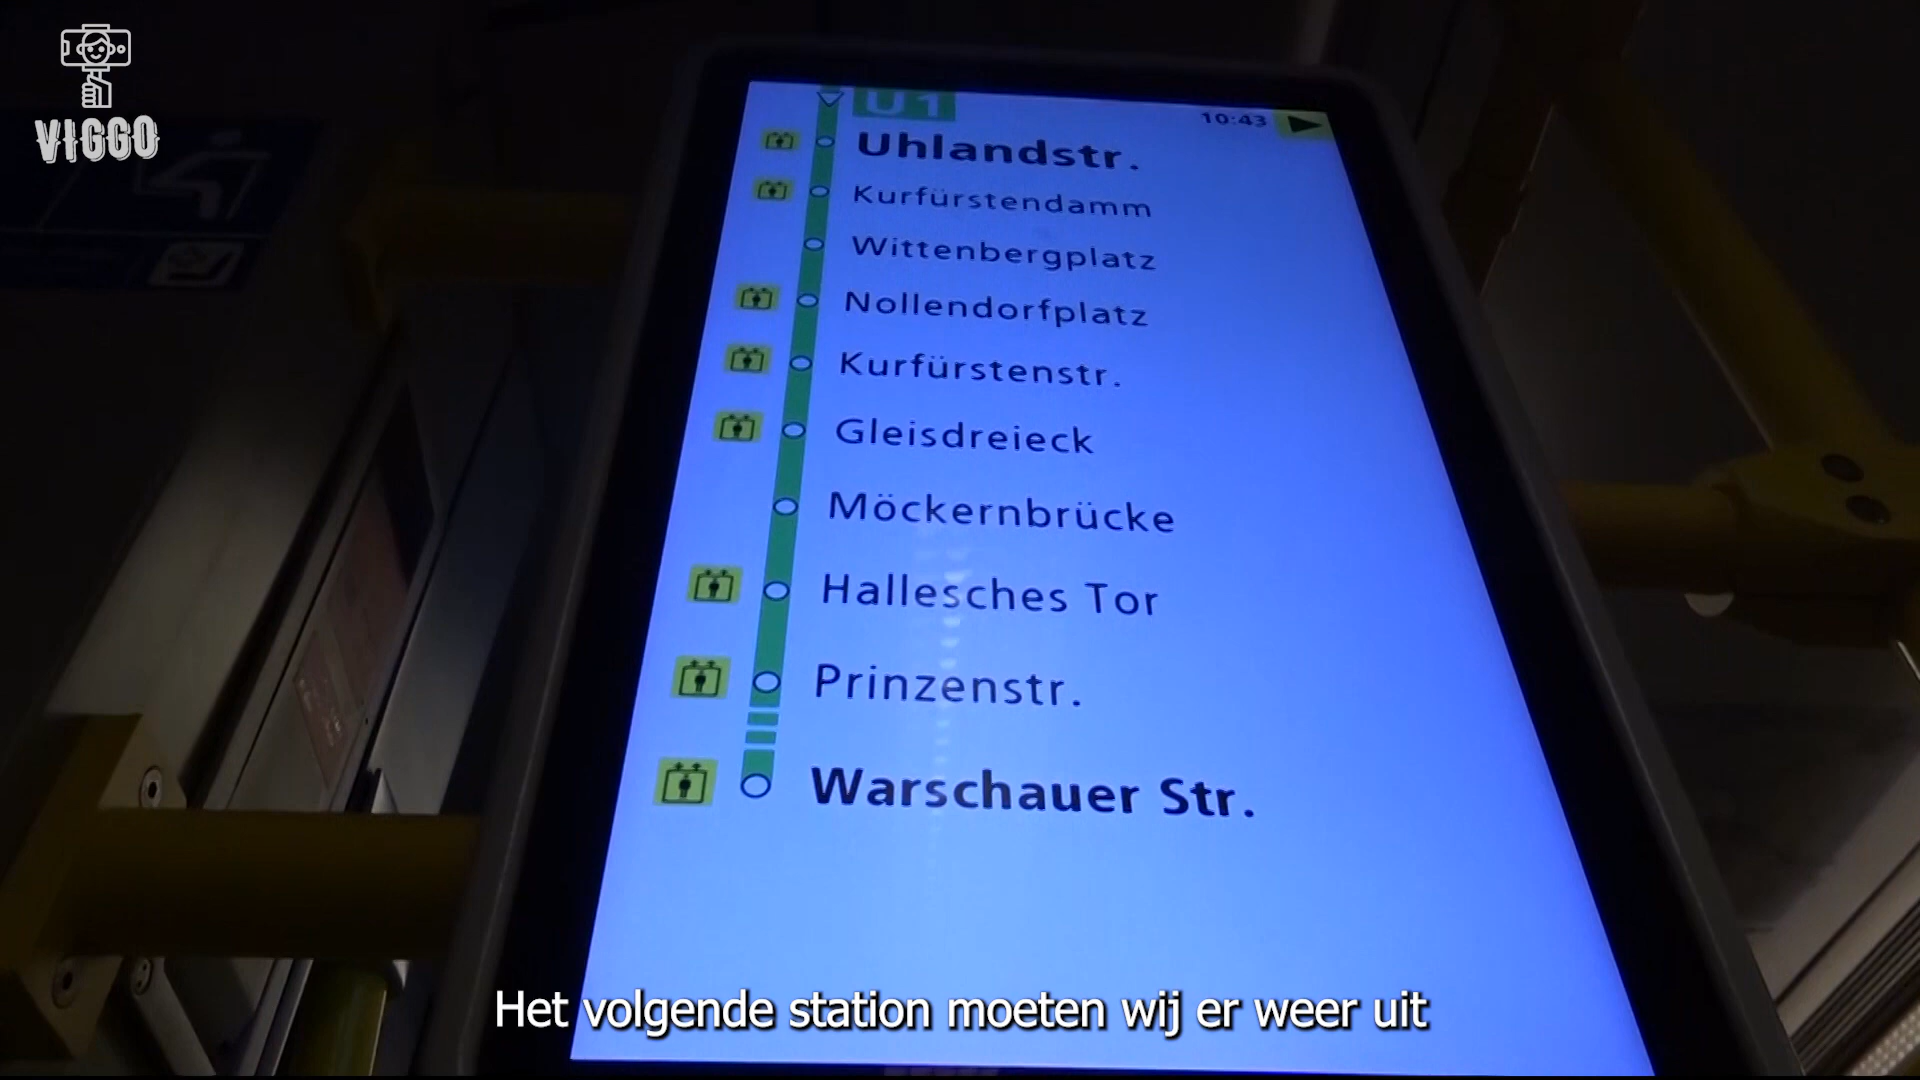 VIGGO
U1
10:43
Uhlandstr.
Kurfürstendamm
Wittenbergplatz
Nollendorfplatz
Kurfürstenstr.
Gleisdreieck
Möckernbrücke
Hallesches Tor
Prinzenstr.
Warschauer Str.
Het volgende station moeten wij er weer uit